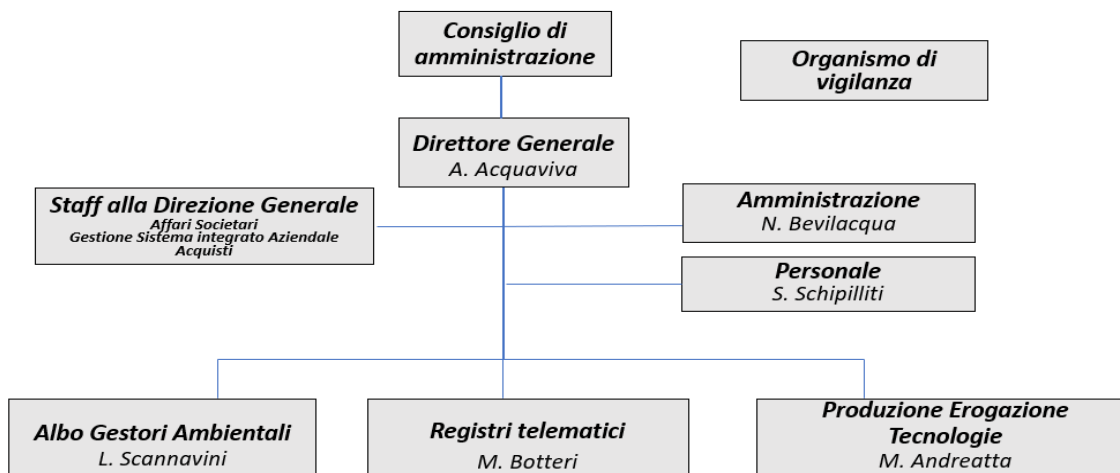 Consiglio di
amministrazione
Organismo di
vigilanza
Direttore Generale
A. Acquaviva
Staff alla Direzione Generale
Affari Societari
Gestione Sistema integrato Aziendale
Acquisti
Amministrazione
N. Bevilacqua
Personale
S. Schipilliti
Albo Gestori Ambientali
L. Scannavini
Registri telematici
M. Botteri
Produzione Erogazione
Tecnologie
M. Andreatta